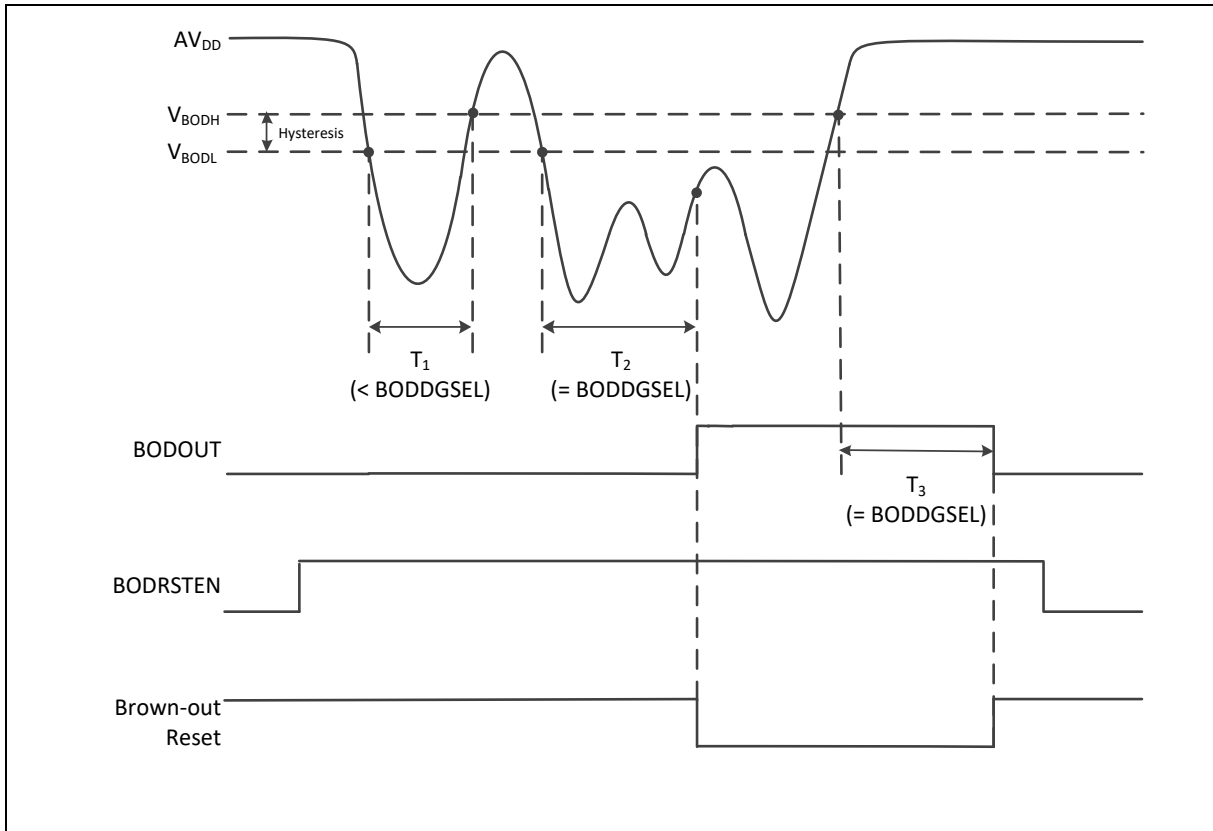 AVDD
VBODH
Hysteresis
VBODL
T1
(< BODDGSEL)
T2
(= BODDGSEL)
BODOUT
T3
(= BODDGSEL)
BODRSTEN
Brown-out
Reset